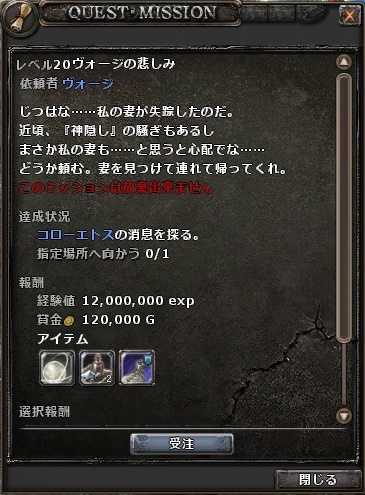 QUEST·MISSION
レベル20ヴォージの悲しみ
依頼者 ヴォージ
じつはな……私の妻が失踪したのだ。
近頃、『神隠し』の騒ぎもあるし
まさか私の妻も……と思うと心配でな……
どうか頼む。妻を見つけて連れて帰ってくれ。
このミッションは放棄出来ません
達成状況
コローエトスの消息を探る。
指定場所へ向かう 0/1
報酬
経験値 12,000,000 exp
賞金 120,000 G
アイテム
2
選択報酬
受注
閉じる